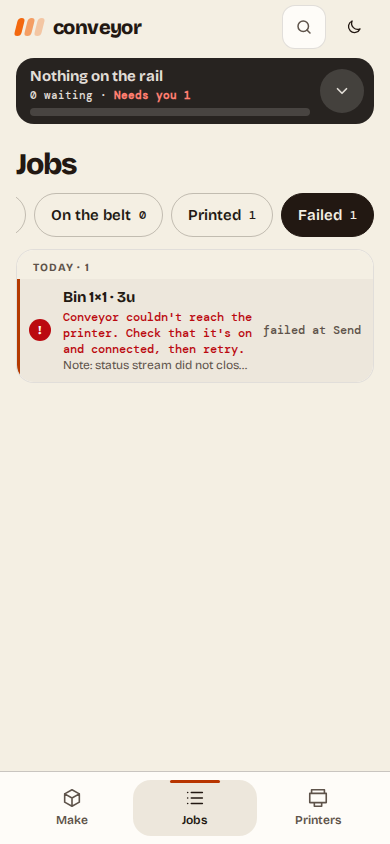 conveyor
Nothing on the rail
0 waiting · Needs you 1
Jobs
On the belt 0
Printed 1
Failed 1
TODAY · 1
Bin 1×1 · 3u
Conveyor couldn't reach the
printer. Check that it's on
and connected, then retry.
failed at Send
Note: status stream did not clos...
Make
Jobs
Printers